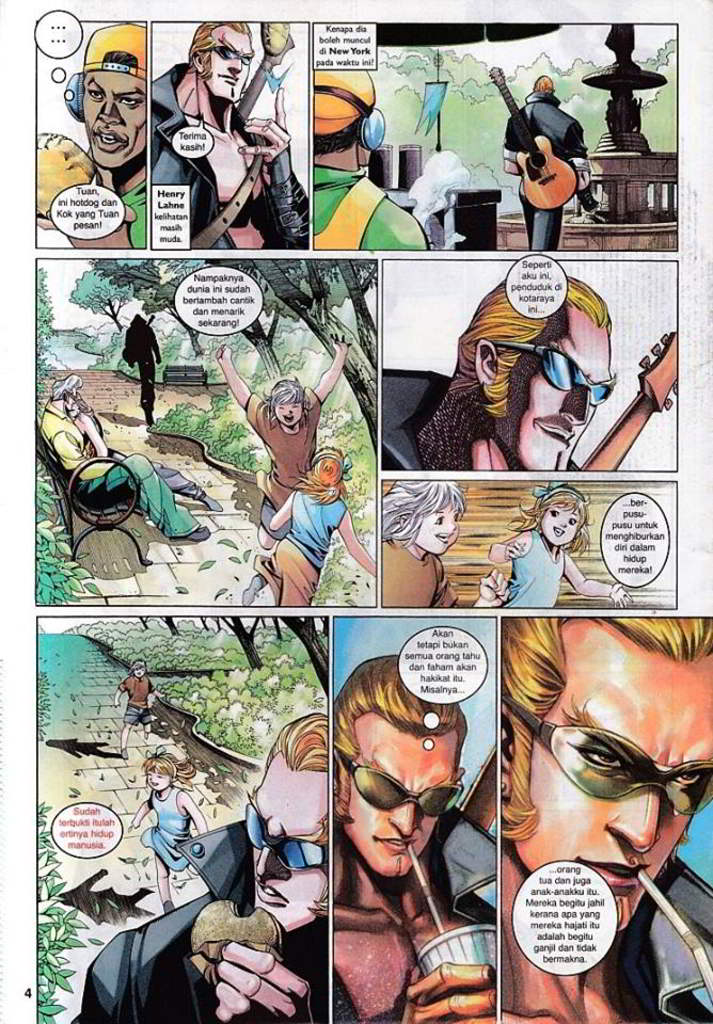 ... ...
Tuan,
ini hotdog dan
Kok yang Tuan
pesan!
Terima
kasih!
Henry
Lahne
kelihatan
masih
muda.
Kenapa dia
boleh muncul
di New York
pada waktu ini?
Nampaknya
dunia ini sudah
bertambah cantik
dan menarik
sekarang!
Seperti
aku ini,
penduduk di
kotaraya
ini...
...ber-
pusu-
pusu untuk
menghiburkan
diri dalam
hidup
mereka!
Sudah
terbukti itulah
ertinya hidup
manusia.
Akan
tetapi bukan
semua orang tahu
dan faham akan
hakikat itu.
Misalnya...
...orang
tua dan juga
anak-anakku itu.
Mereka begitu jahil
kerana apa yang
mereka hajati itu
adalah begitu
ganjil dan tidak
bermakna.
4